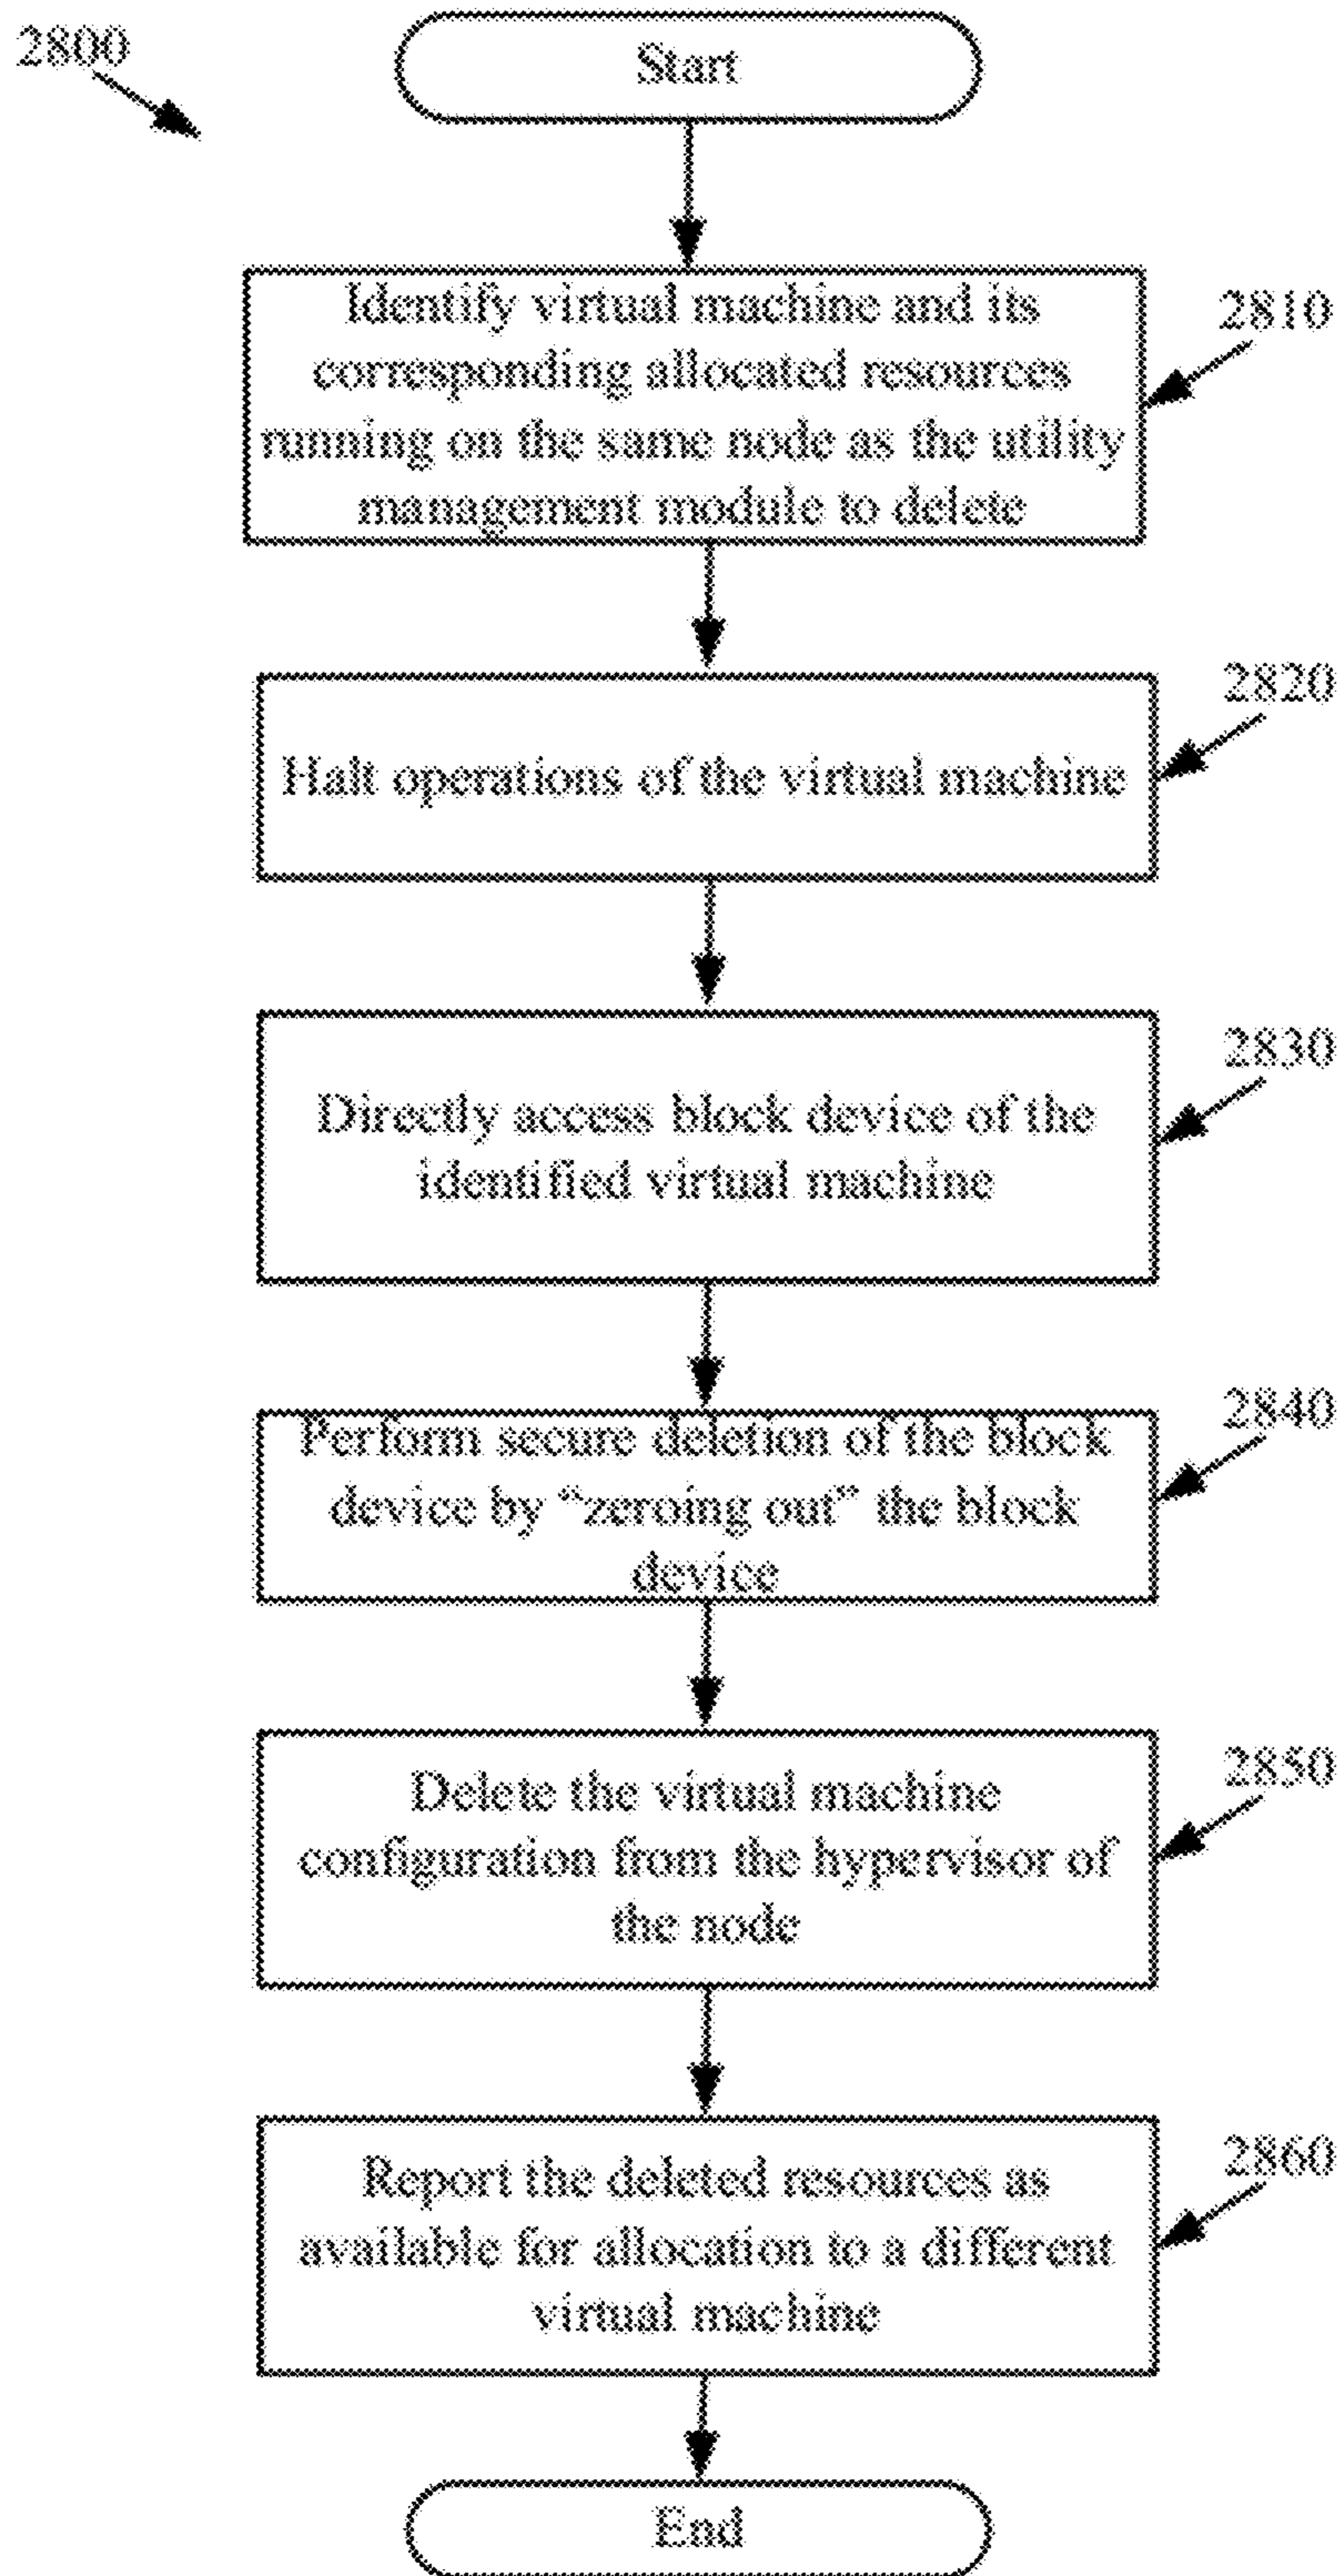 2800
Start
Identify virtual machine and its
corresponding allocated resources
running on the same node as the utility
management module to delete
2810
Halt operations of the virtual machine
2820
Directly access block device of the
identified virtual machine
2830
Perform secure deletion of the block
device by “zeroing out” the block
device
2840
Delete the virtual machine
configuration from the hypervisor of
the node
2850
Report the deleted resources as
available for allocation to a different
virtual machine
2860
End